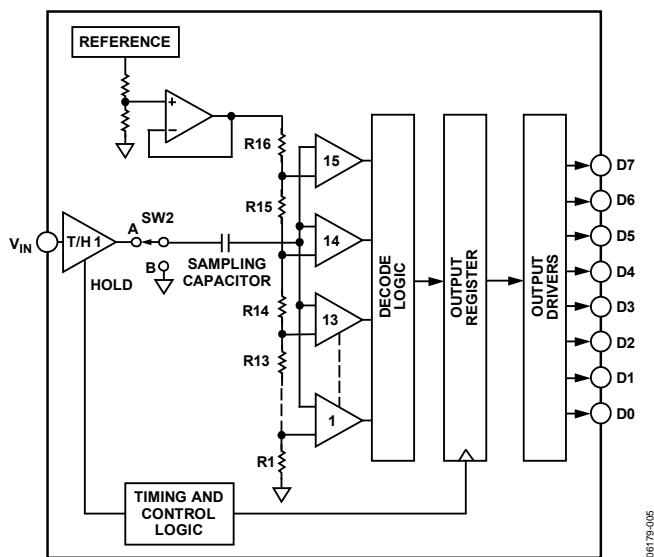 REFERENCE
+
−
R16
15
R15
14
R14
13
R13
1
R1
VIN
T/H 1
A
SW2
B
HOLD
SAMPLING
CAPACITOR
DECODE
LOGIC
OUTPUT
REGISTER
OUTPUT
DRIVERS
D7
D6
D5
D4
D3
D2
D1
D0
TIMING AND
CONTROL
LOGIC
06179-005